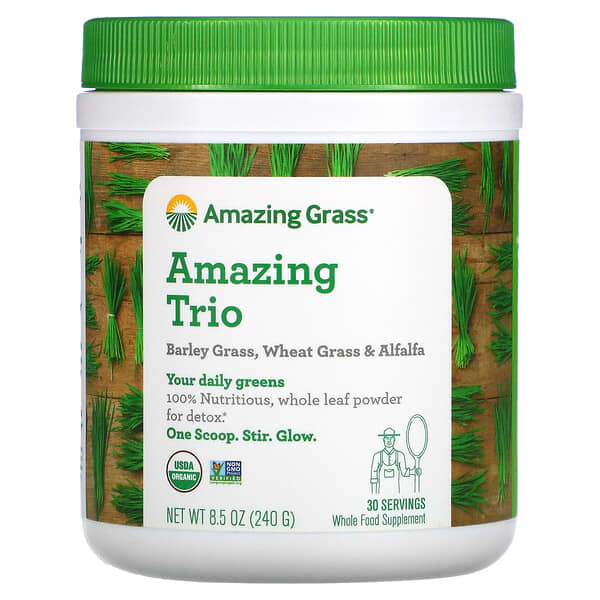 Amazing Grass®
Amazing
Trio
Barley Grass, Wheat Grass & Alfalfa
Your daily greens
100% Nutritious, whole leaf powder
for detox.*
One Scoop. Stir. Glow.
USDA
ORGANIC
NON
GMO
Project
VERIFIED
30 SERVINGS
NET WT 8.5 OZ (240 G)
Whole Food Supplement